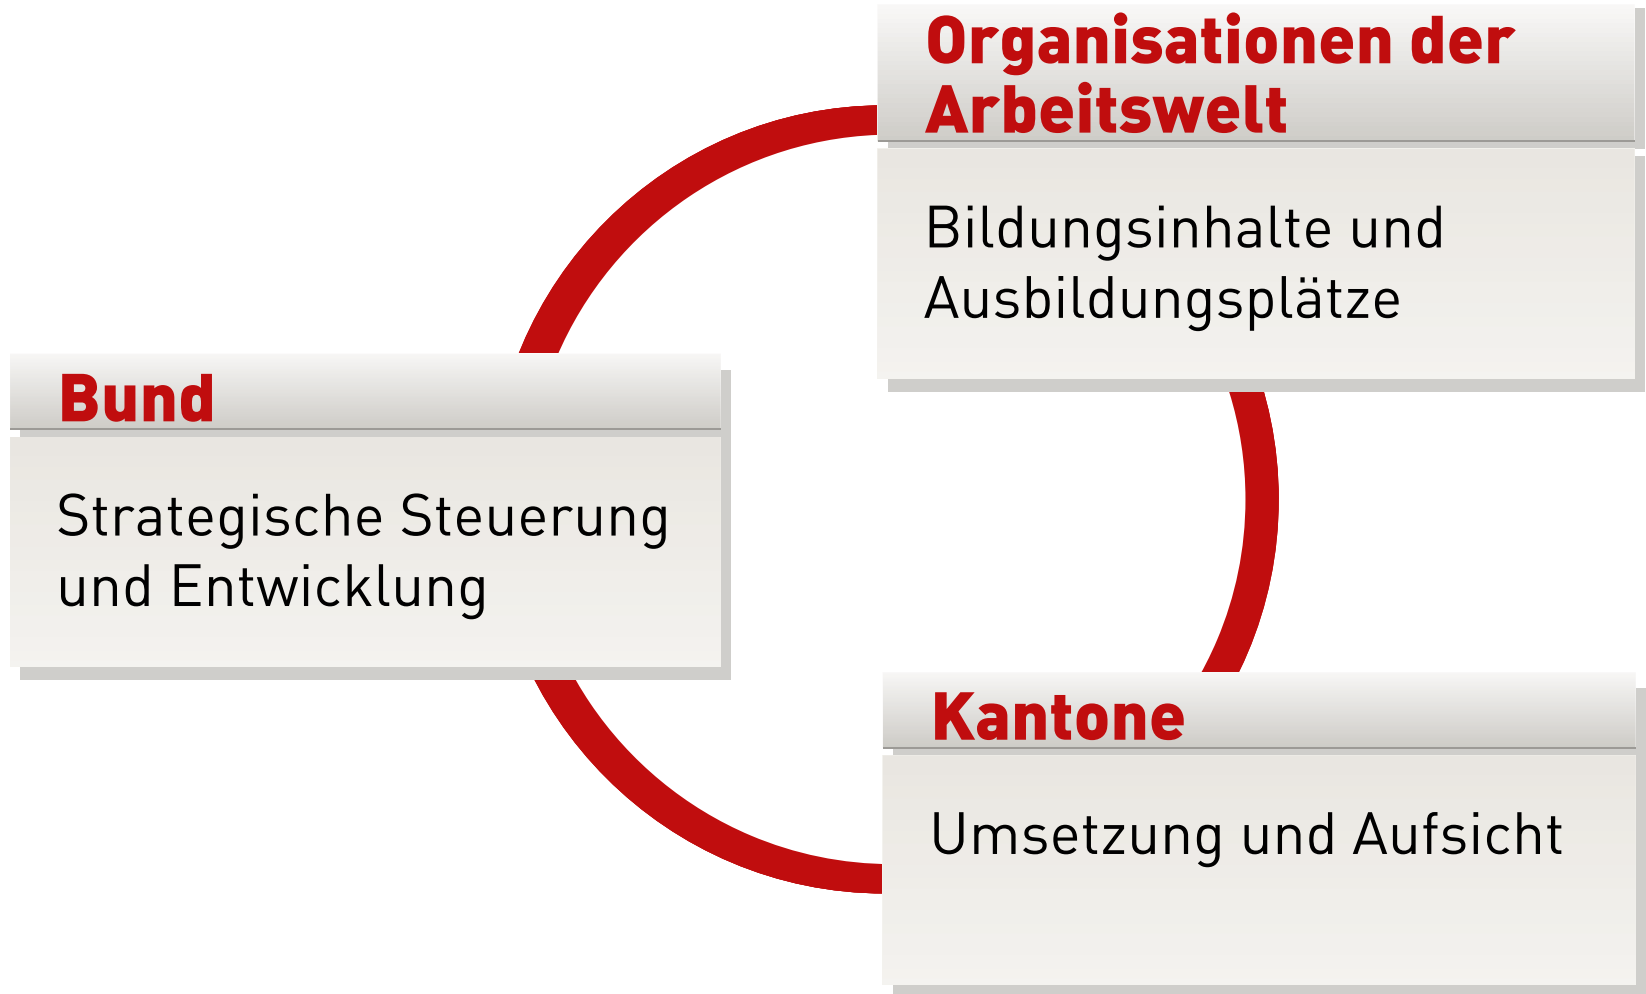 Organisationen der
Arbeitswelt
Bildungsinhalte und
Ausbildungsplätze
Bund
Strategische Steuerung
und Entwicklung
Kantone
Umsetzung und Aufsicht